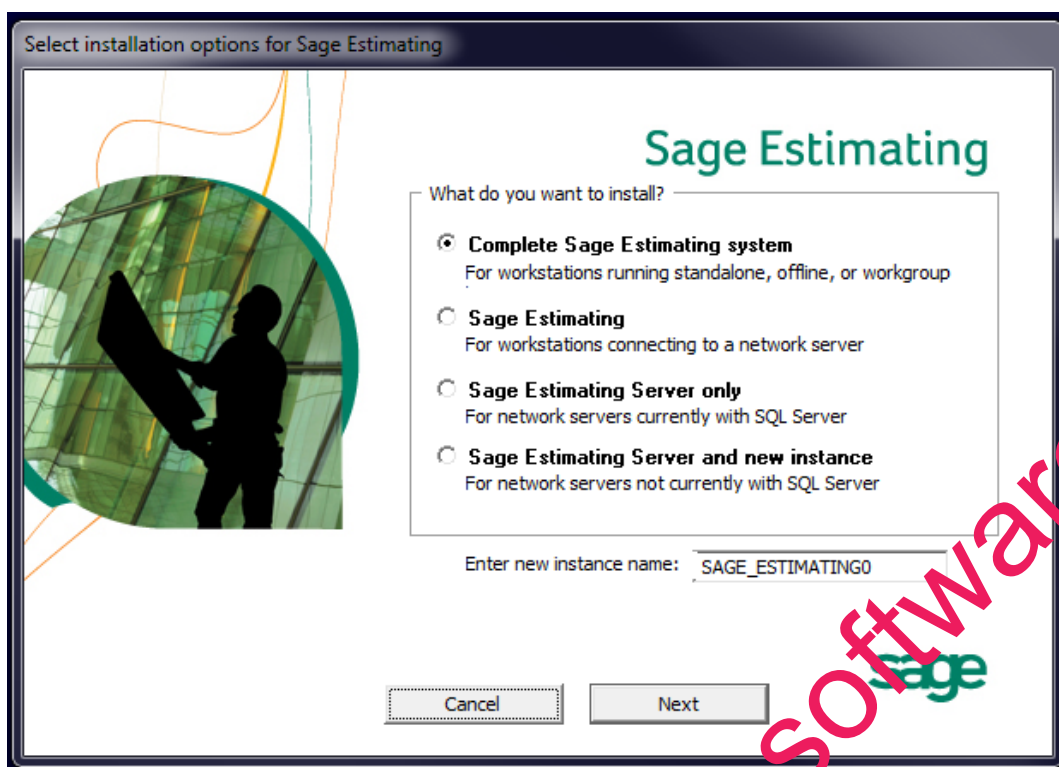 Select installation options for Sage Estimating
Sage Estimating
What do you want to install?
Complete Sage Estimating system
For workstations running standalone, offline, or workgroup
Sage Estimating
For workstations connecting to a network server
Sage Estimating Server only
For network servers currently with SQL Server
Sage Estimating Server and new instance
For network servers not currently with SQL Server
Enter new instance name: SAGE_ESTIMATING0
sage
Cancel Next
softwar